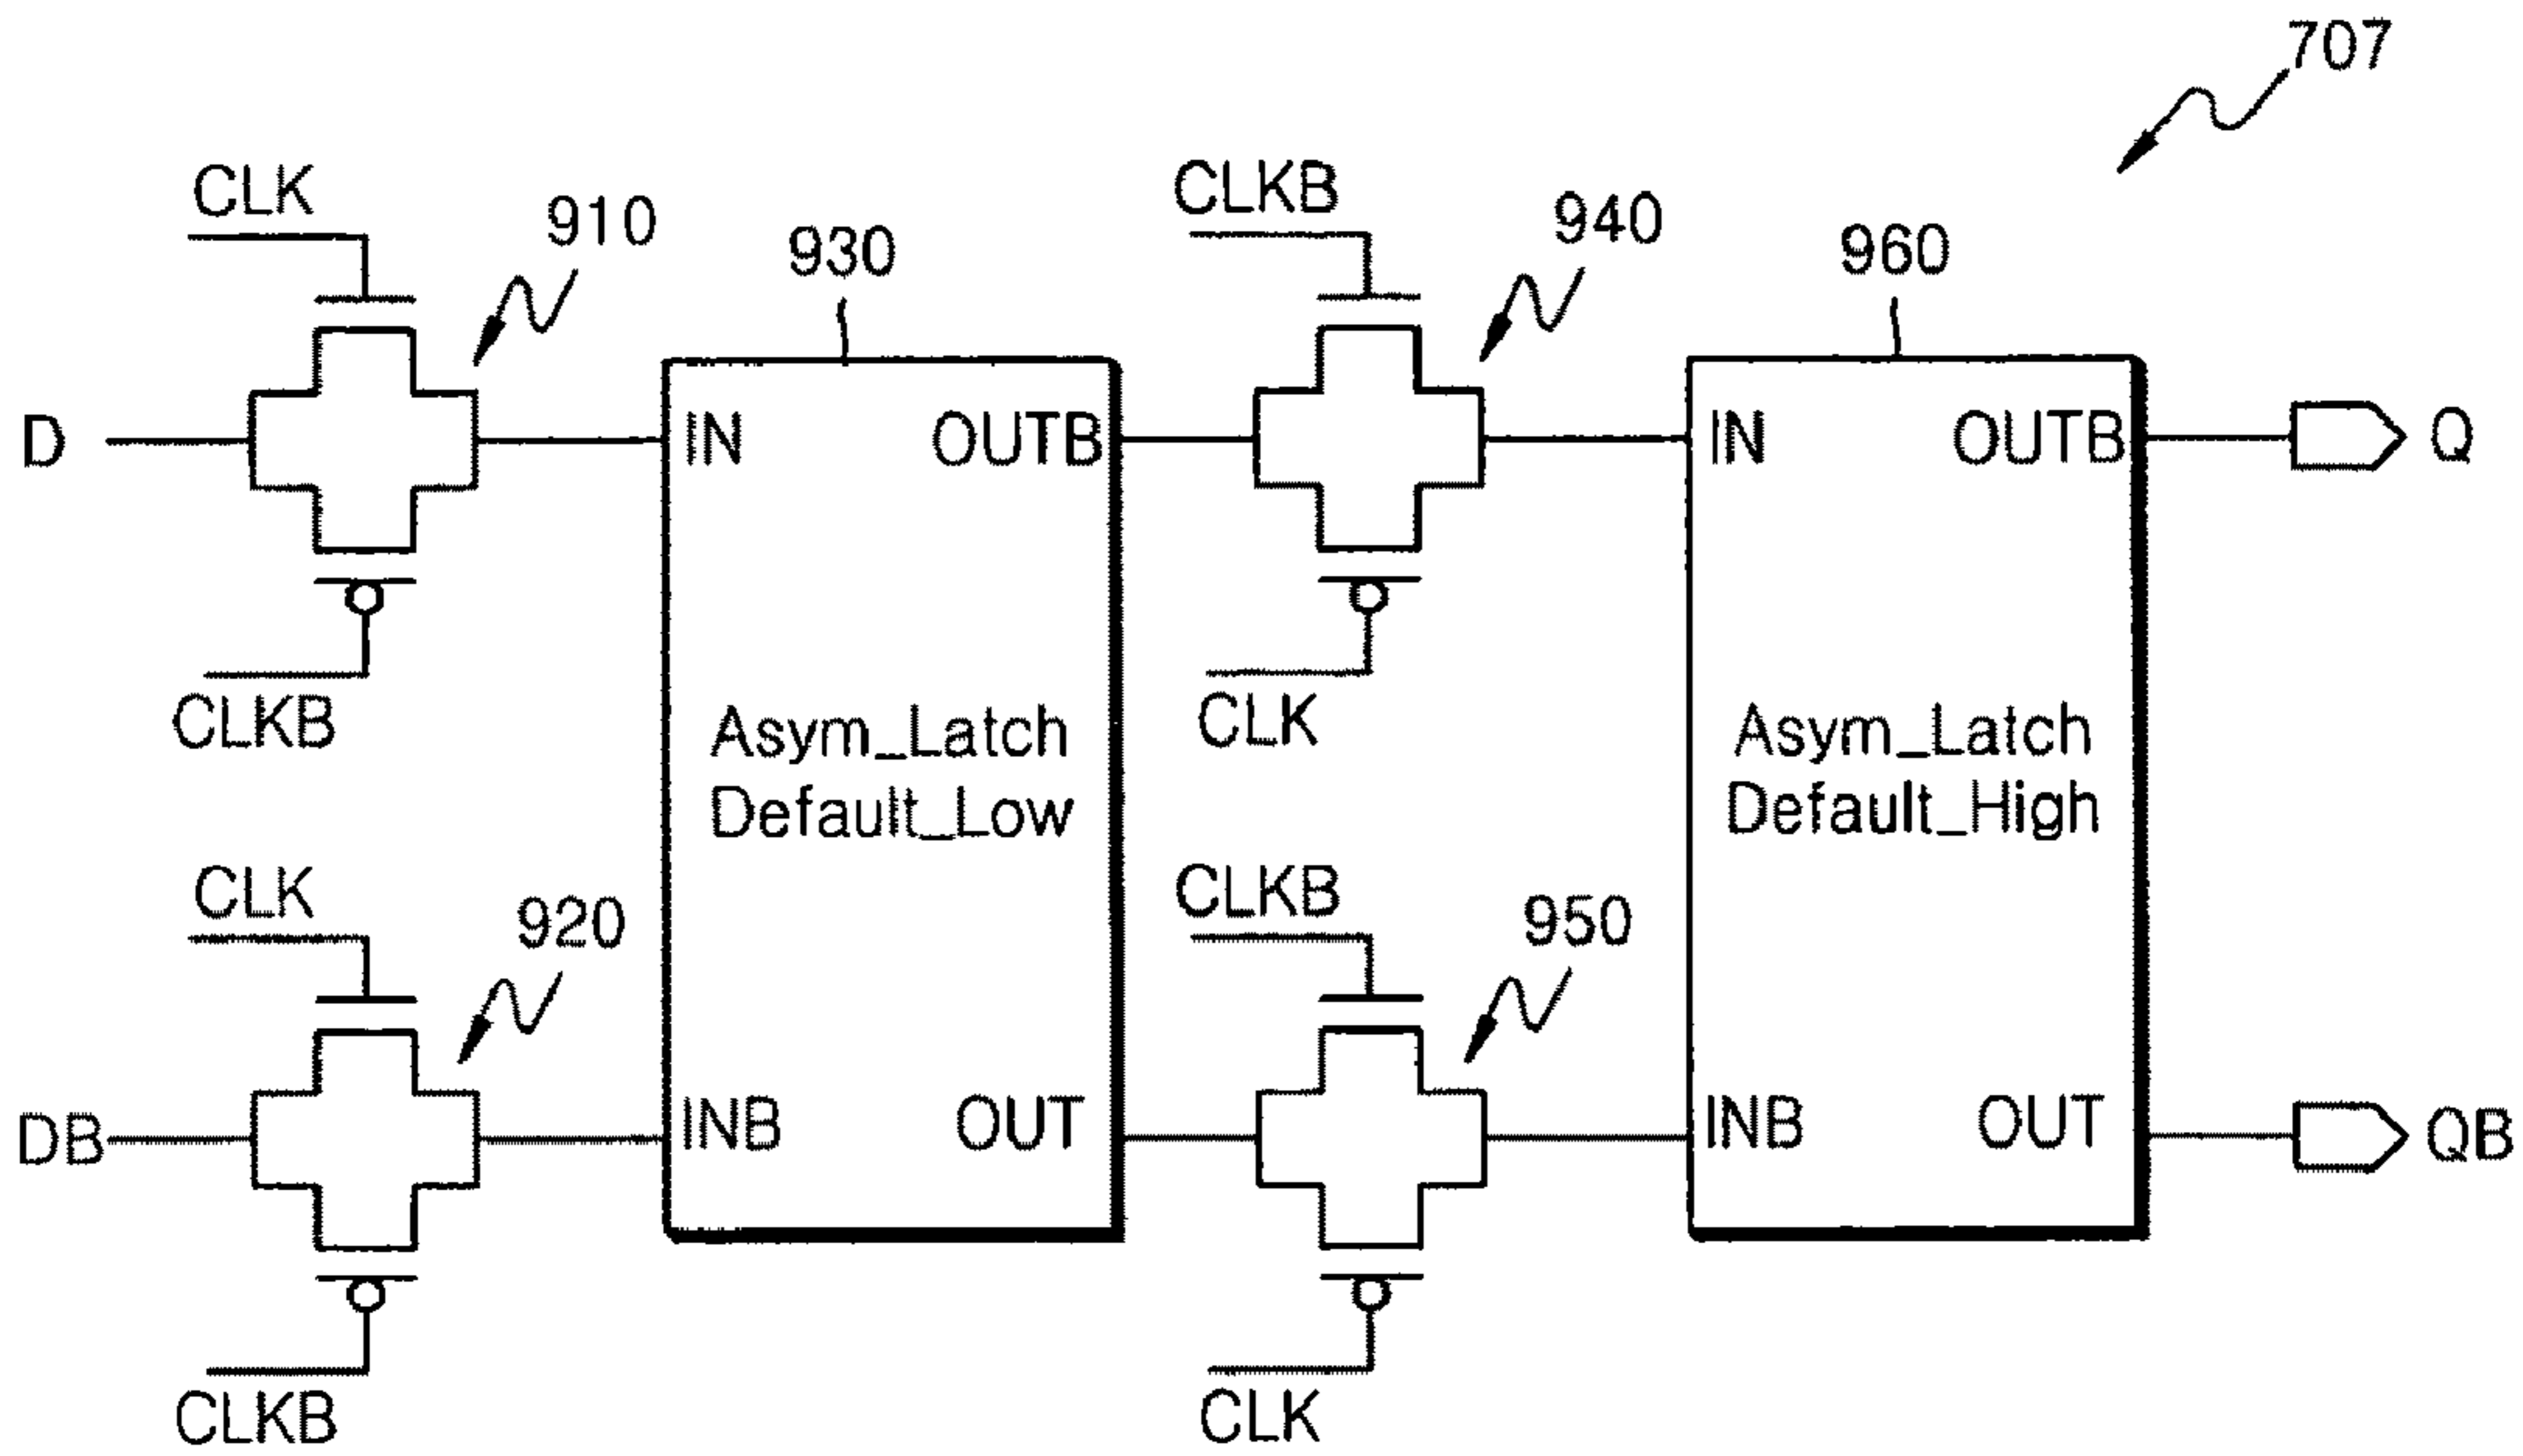 707
CLK
910
930
CLKB
940
960
D
IN
OUTB
IN
OUTB
Q
CLKB
CLK
Asym_Latch
Default_Low
Asym_Latch
Default_High
CLK
920
CLKB
950
DB
INB
OUT
INB
OUT
QB
CLKB
CLK